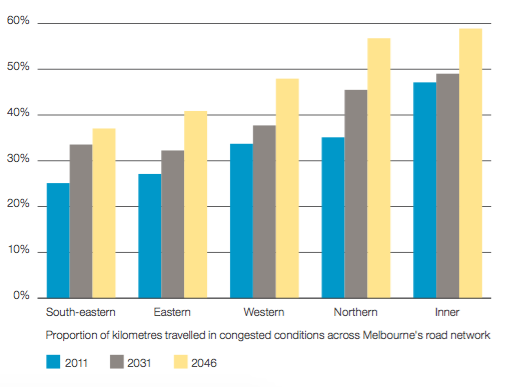 60%
50%
40%
30%
20%
10%
0%
South-eastern Eastern Western Northern Inner
Proportion of kilometres travelled in congested conditions across Melbourne's road network
2011 2031 2046